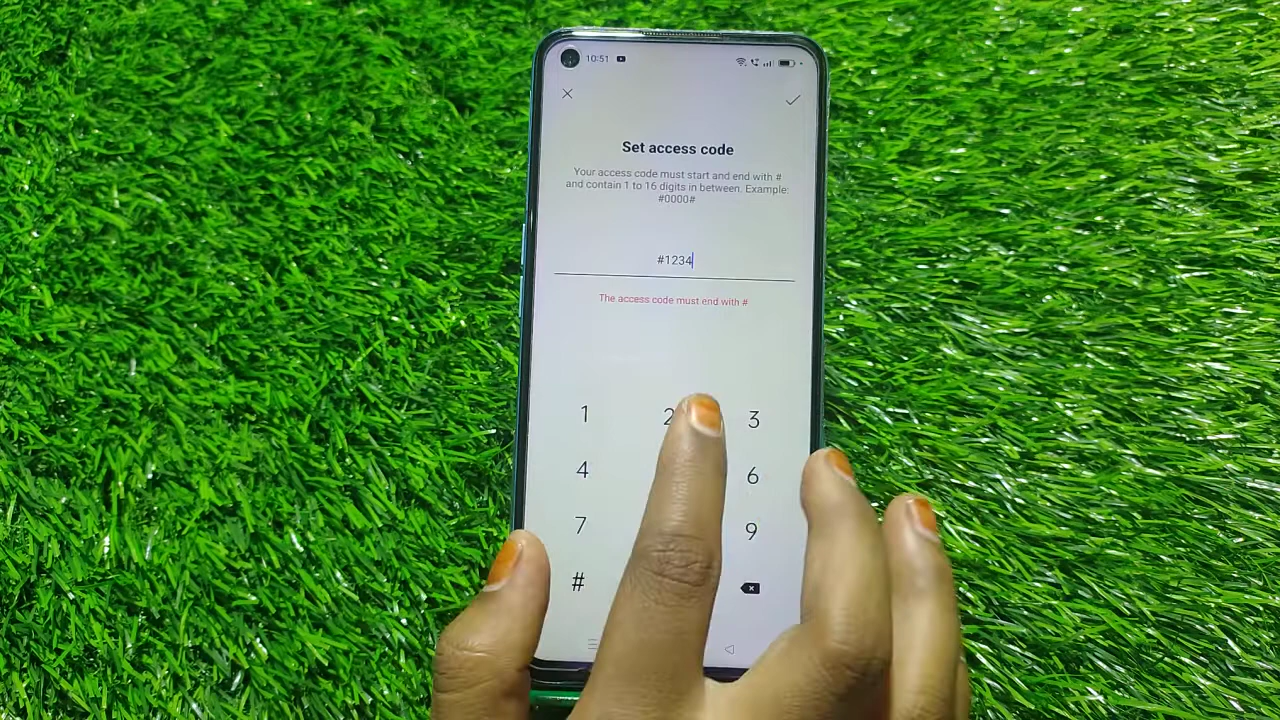 10:51
Set access code
Your access code must start and end with #
and contain 1 to 16 digits in between. Example:
#0000#
#1234
The access code must end with #
1 2 3
4 6
7 9
#